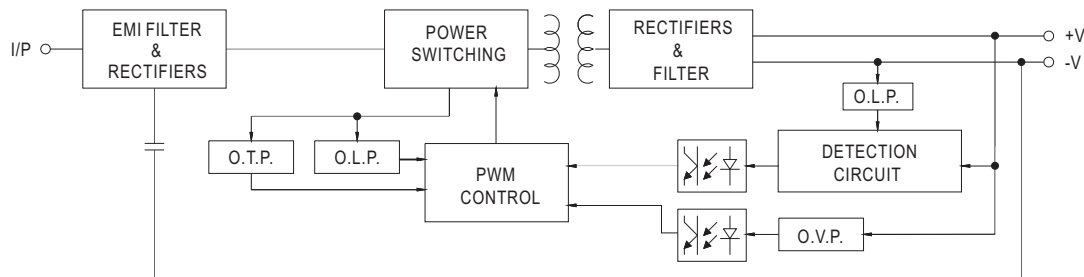 I/P
EMI FILTER
&
RECTIFIERS
POWER
SWITCHING
RECTIFIERS
&
FILTER
+V
-V
O.L.P.
O.T.P.
O.L.P.
PWM
CONTROL
DETECTION
CIRCUIT
O.V.P.